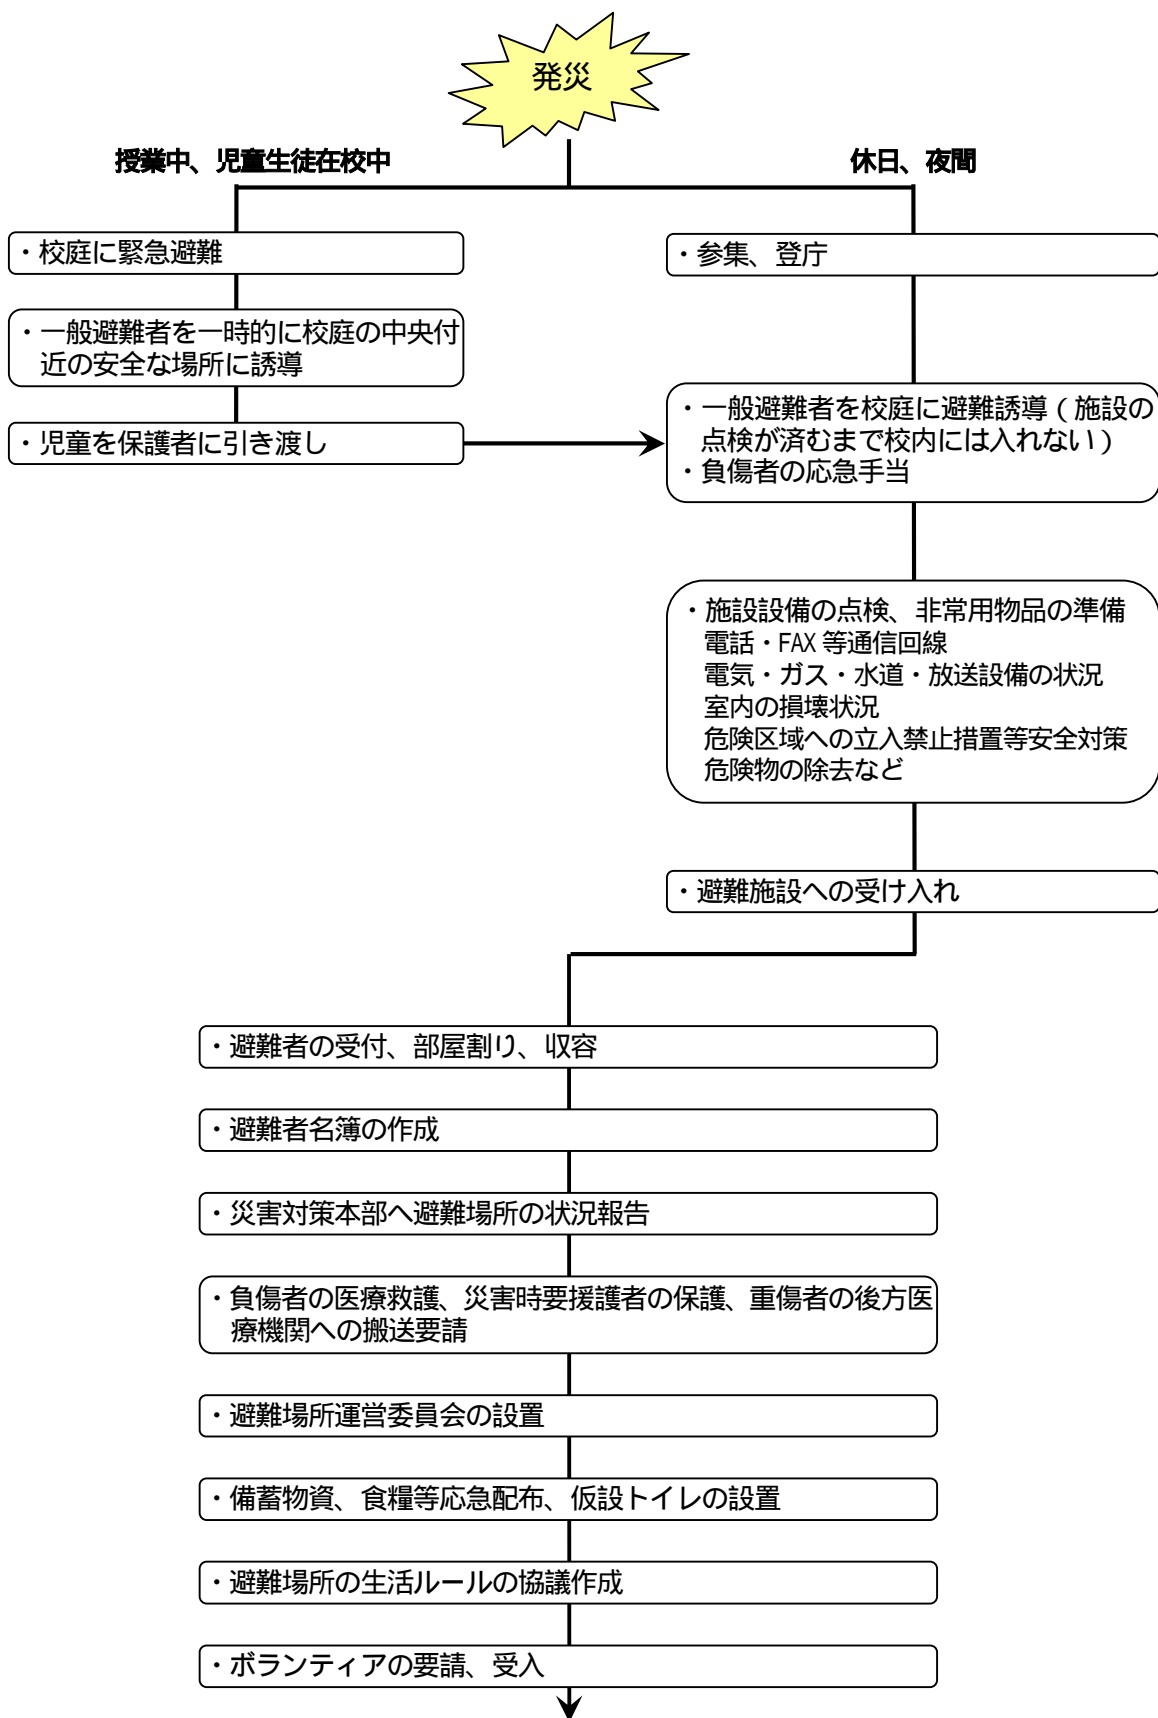 発災
授業中、児童生徒在校中
休日、夜間
・校庭に緊急避難
・一般避難者を一時的に校庭の中央付
近の安全な場所に誘導
・児童を保護者に引き渡し
・参集、登庁
・一般避難者を校庭に避難誘導（施設の
点検が済むまで校内には入れない）
・負傷者の応急手当
・施設設備の点検、非常用物品の準備
電話・FAX 等通信回線
電気・ガス・水道・放送設備の状況
室内の損壊状況
危険区域への立入禁止措置等安全対策
危険物の除去など
・避難施設への受け入れ
・避難者の受付、部屋割り、収容
・避難者名簿の作成
・災害対策本部へ避難場所の状況報告
・負傷者の医療救護、災害時要援護者の保護、重傷者の後方医
療機関への搬送要請
・避難場所運営委員会の設置
・備蓄物資、食糧等応急配布、仮設トイレの設置
・避難場所の生活ルールの協議作成
・ボランティアの要請、受入